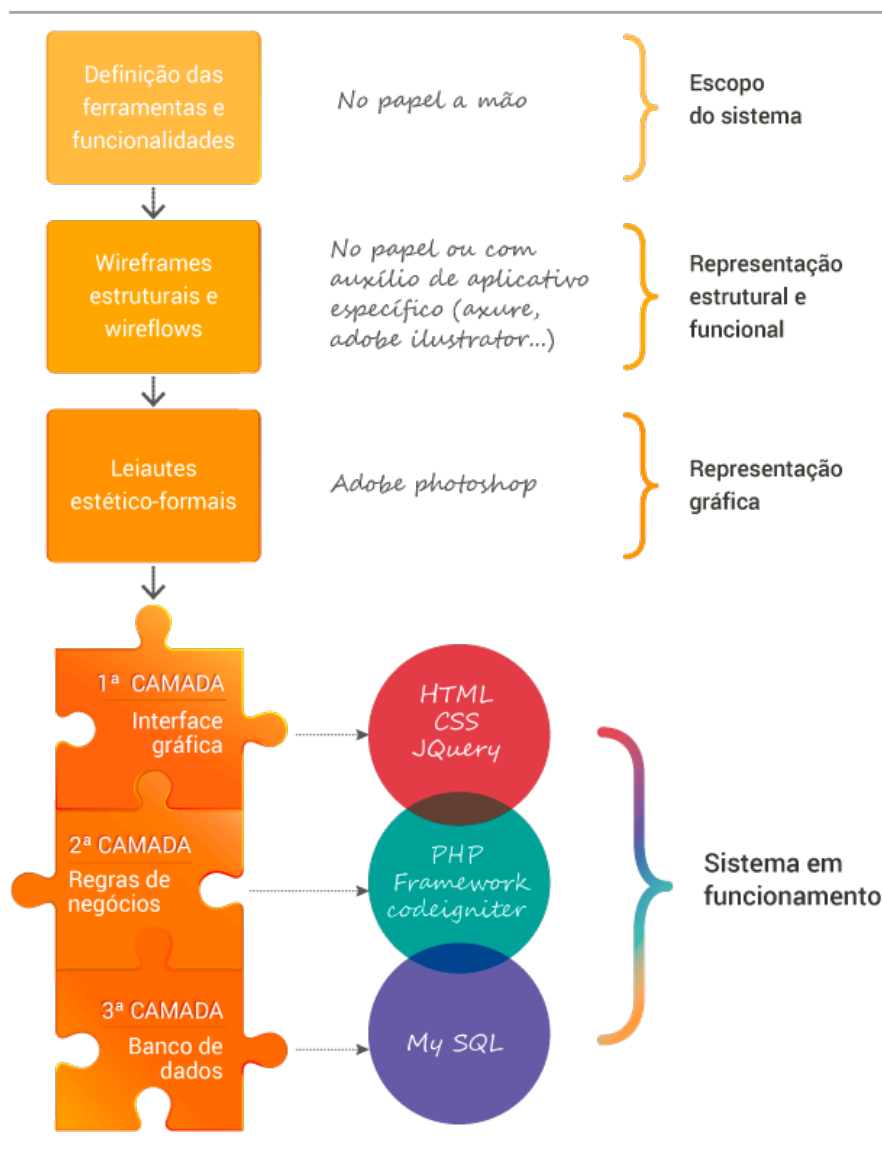 Definição das
ferramentas e
funcionalidades
No papel a mão
Escopo
do sistema
Wireframes
estruturais e
wireflows
No papel ou com
auxílio de aplicativo
específico (axure,
adobe ilustrator...)
Representação
estrutural e
funcional
Leiautes
estético-formais
Adobe photoshop
Representação
gráfica
1ª CAMADA
Interface
gráfica
HTML
CSS
JQuery
2ª CAMADA
Regras de
negócios
PHP
Framework
codeigniter
Sistema em
funcionamento
3ª CAMADA
Banco de
dados
My SQL